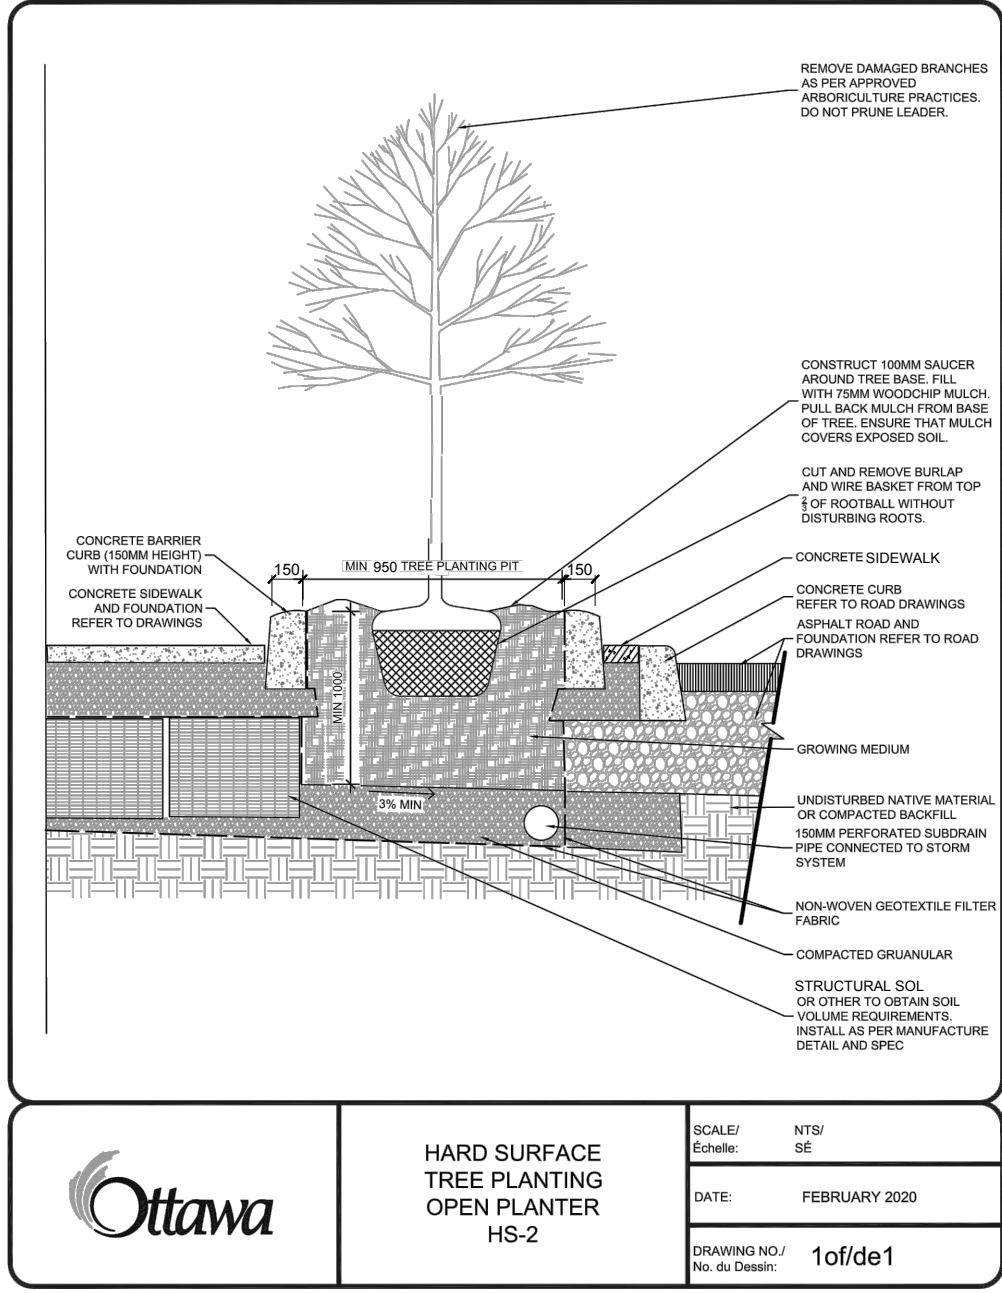 REMOVE DAMAGED BRANCHES
AS PER APPROVED
ARBORICULTURE PRACTICES.
DO NOT PRUNE LEADER.
CONSTRUCT 100MM SAUCER
AROUND TREE BASE. FILL
WITH 75MM WOODCHIP MULCH.
PULL BACK MULCH FROM BASE
OF TREE. ENSURE THAT MULCH
COVERS EXPOSED SOIL.
CUT AND REMOVE BURLAP
AND WIRE BASKET FROM TOP
2/3 OF ROOTBALL WITHOUT
DISTURBING ROOTS.
CONCRETE BARRIER
CURB (150MM HEIGHT)
WITH FOUNDATION
CONCRETE SIDEWALK
AND FOUNDATION
REFER TO DRAWINGS
150
MIN 950 TREE PLANTING PIT
150
CONCRETE SIDEWALK
CONCRETE CURB
REFER TO ROAD DRAWINGS
ASPHALT ROAD AND
FOUNDATION REFER TO ROAD
DRAWINGS
MIN 1000
3% MIN
GROWING MEDIUM
UNDISTURBED NATIVE MATERIAL
OR COMPACTED BACKFILL
150MM PERFORATED SUBDRAIN
PIPE CONNECTED TO STORM
SYSTEM
NON-WOVEN GEOTEXTILE FILTER
FABRIC
COMPACTED GRUANULAR
STRUCTURAL SOL
OR OTHER TO OBTAIN SOIL
VOLUME REQUIREMENTS.
INSTALL AS PER MANUFACTURE
DETAIL AND SPEC
Ottawa
HARD SURFACE
TREE PLANTING
OPEN PLANTER
HS-2
SCALE/ NTS/
Échelle: SÉ
DATE: FEBRUARY 2020
DRAWING NO./
No. du Dessin:
1of/de1